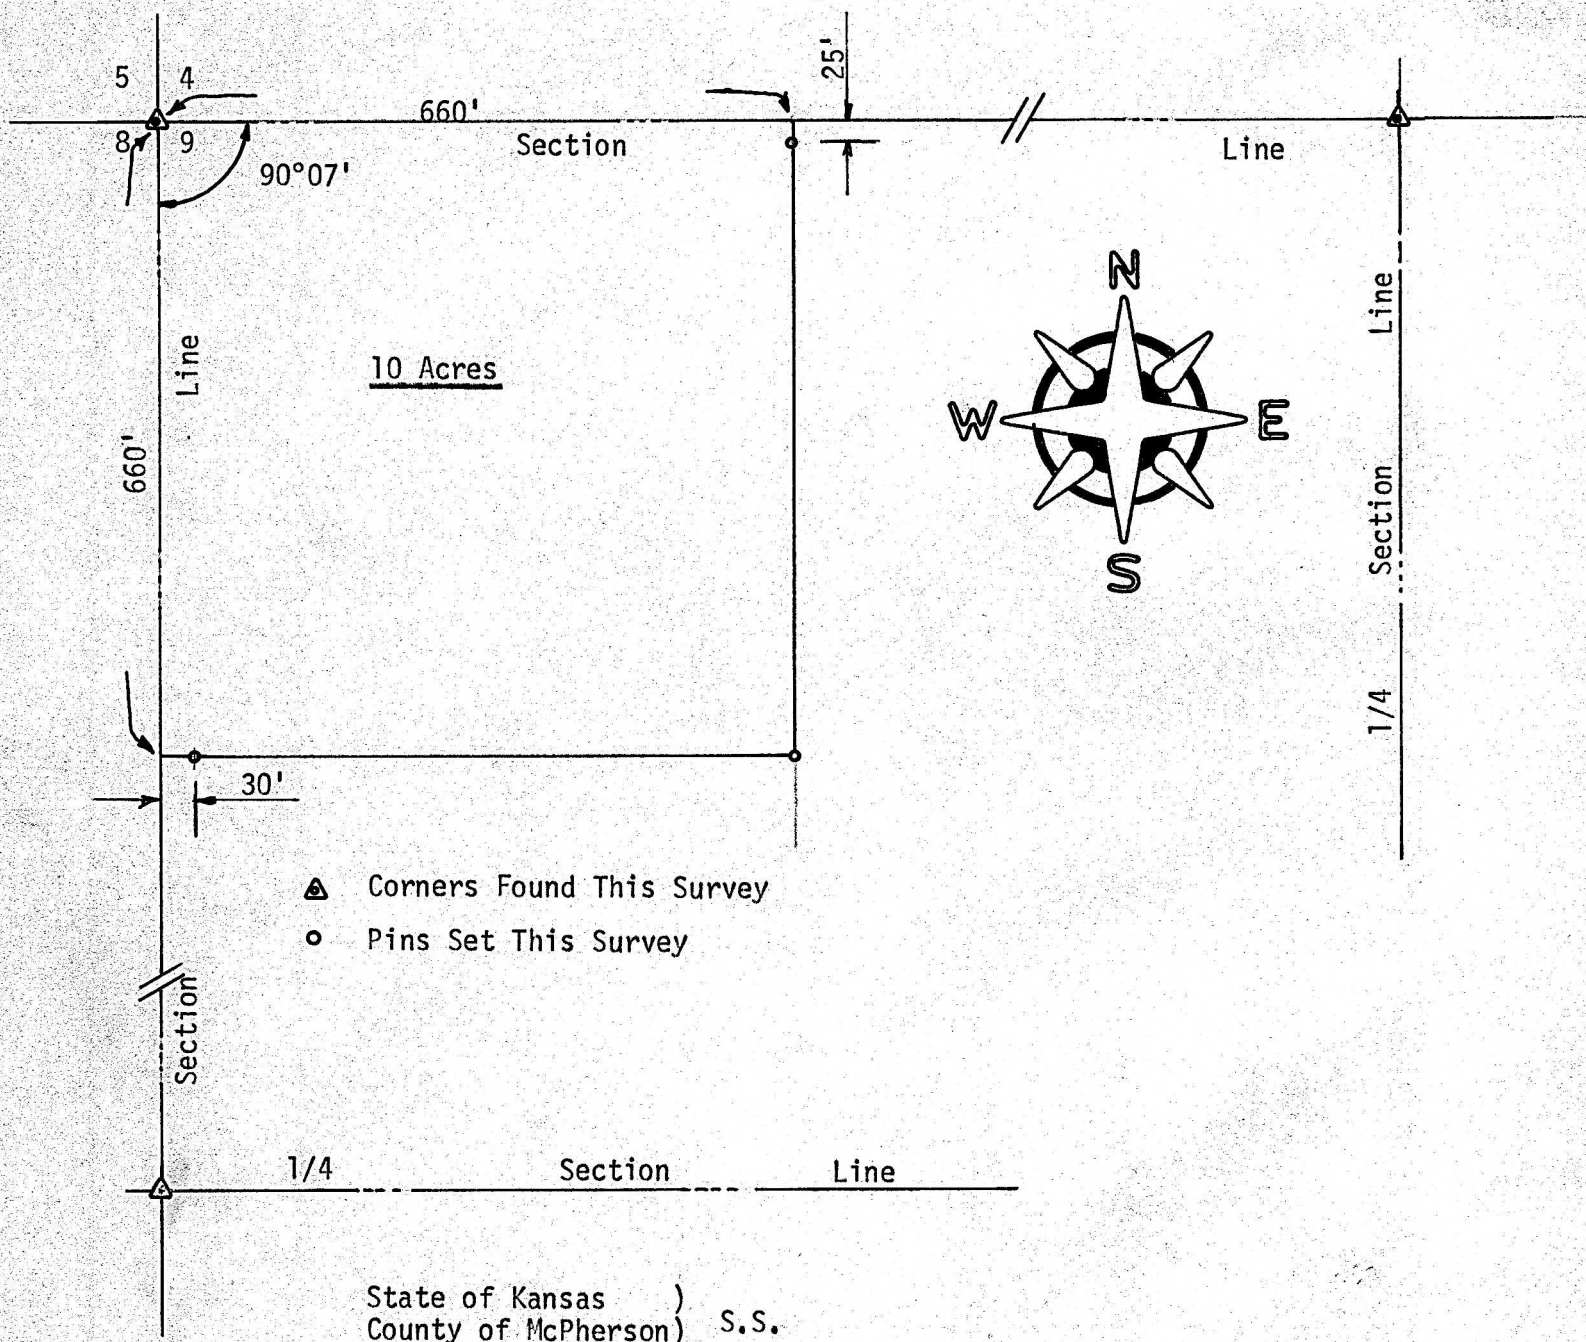 25'
5 4
660'
8 9
Section
Line
90°07'
N
W
E
S
Line
660'
10 Acres
Line
Section
1/4
30'
Corners Found This Survey
Pins Set This Survey
Section
1/4 Section Line
State of Kansas )
County of McPherson) S.S.